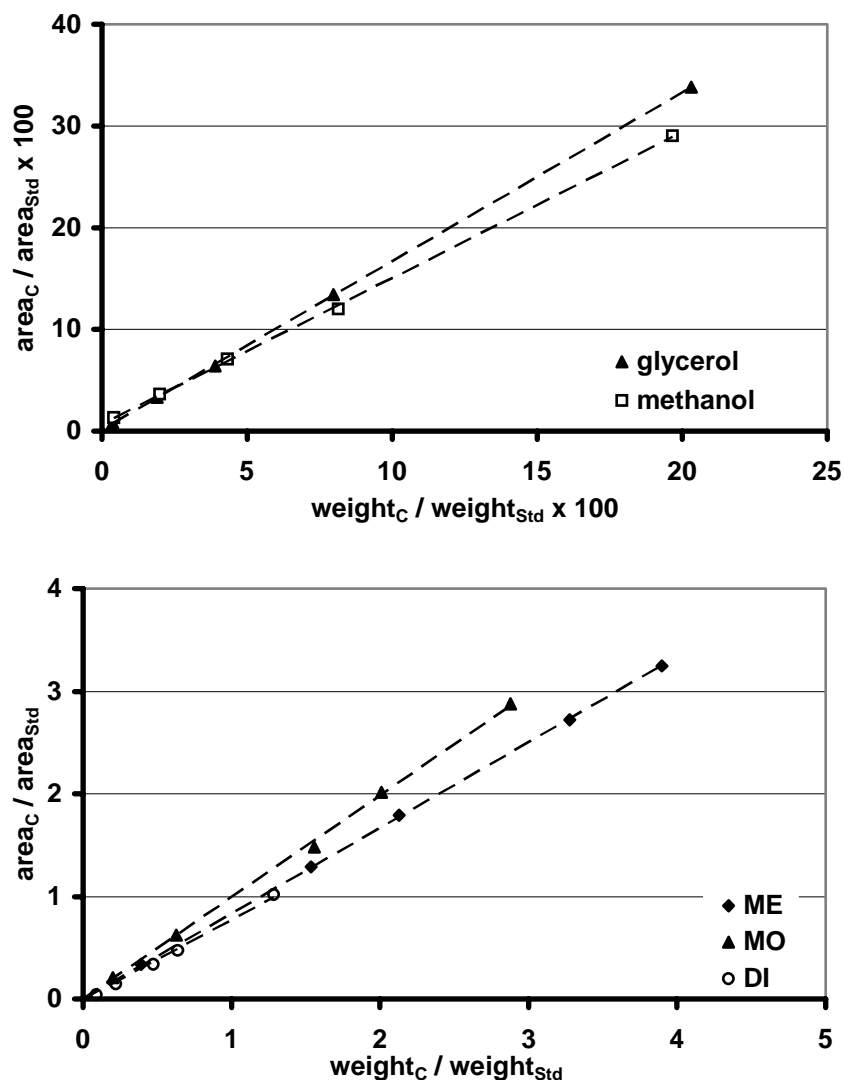 40
30
20
10
0
area_C / area_Std x 100
glycerol
methanol
0 5 10 15 20 25
weight_C / weight_Std x 100
4
3
2
1
0
area_C / area_Std
ME
MO
DI
0 1 2 3 4 5
weight_C / weight_Std